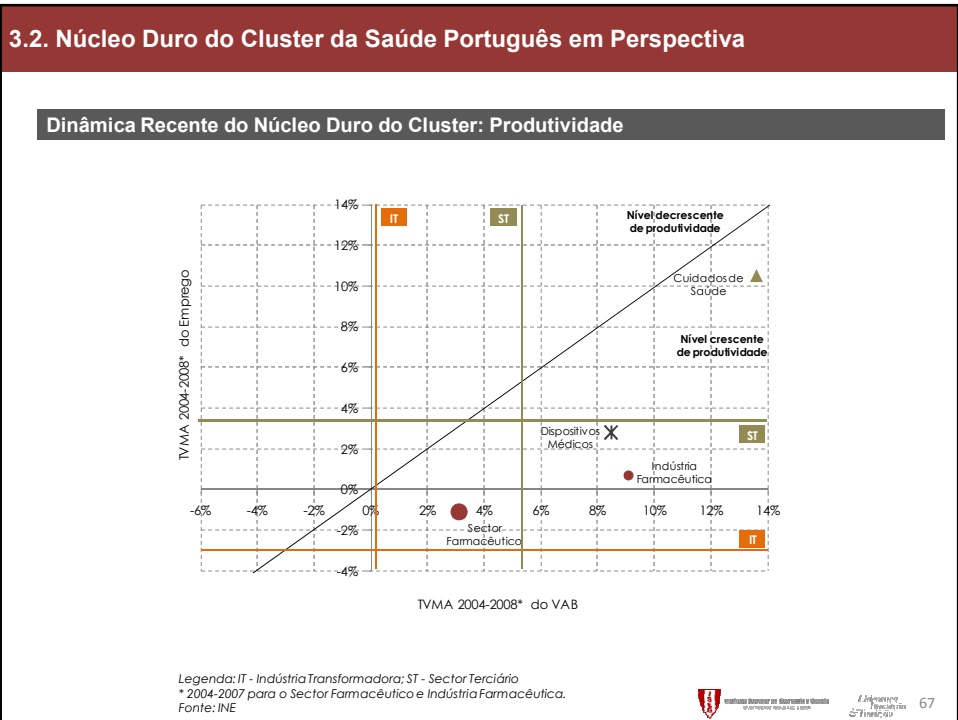 3.2. Núcleo Duro do Cluster da Saúde Português em Perspectiva
Dinâmica Recente do Núcleo Duro do Cluster: Produtividade
TVMA 2004-2008* do Emprego
14%
12%
10%
8%
6%
4%
2%
0%
-2%
-4%
IT
ST
Nível decrescente
de produtividade
Cuidados de
Saúde
Nível crescente
de produtividade
Dispositivos
Médicos
ST
Indústria
Farmacêutica
-6%
-4%
-2%
0%
2%
4%
6%
8%
10%
12%
14%
Sector
Farmacêutico
IT
TVMA 2004-2008* do VAB
Legenda: IT - Indústria Transformadora; ST - Sector Terciário
* 2004-2007 para o Sector Farmacêutico e Indústria Farmacêutica.
Fonte: INE
67